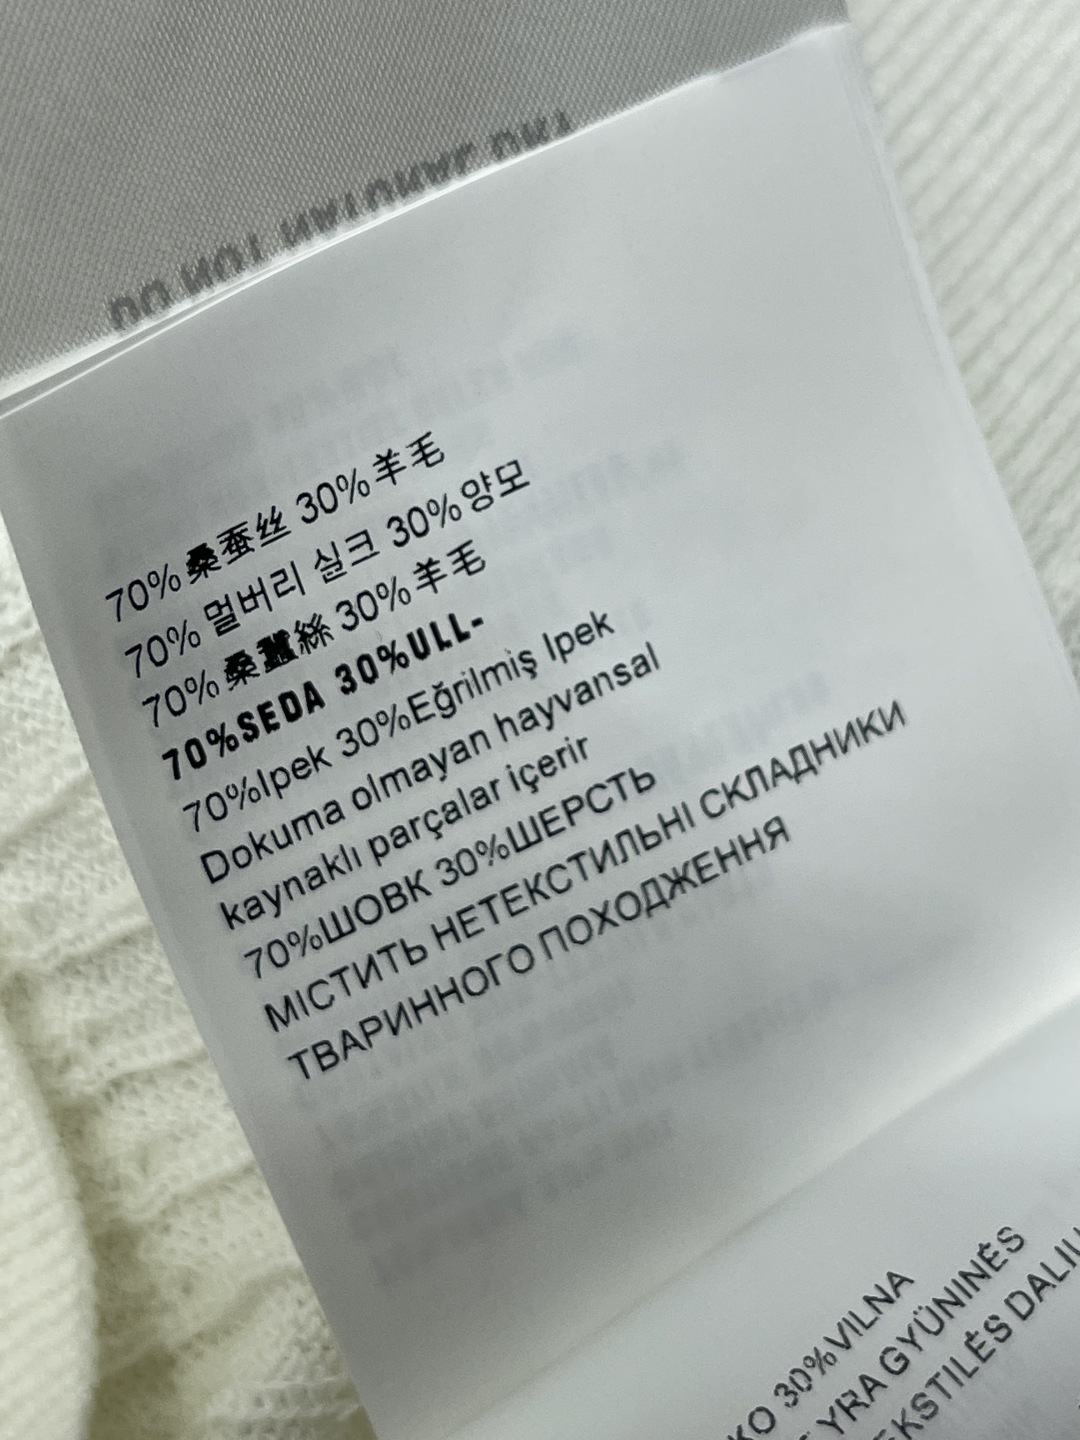 70%桑蚕丝 30%羊毛
70% 멀버리 실크 30%양모
70%桑蠶絲 30%羊毛
70%SEDA 30%ULL-
70%Ipek 30%Eğrilmiş Ipek
Dokuma olmayan hayvansal
kaynaklı parçalar içerir
70%ШОВК 30%ШЕРСТЬ
МІСТИТЬ НЕТЕКСТИЛЬНІ СКЛАДНИКИ
ТВАРИННОГО ПОХОДЖЕННЯ
30%VILNA
YRA GYŪNINĖS